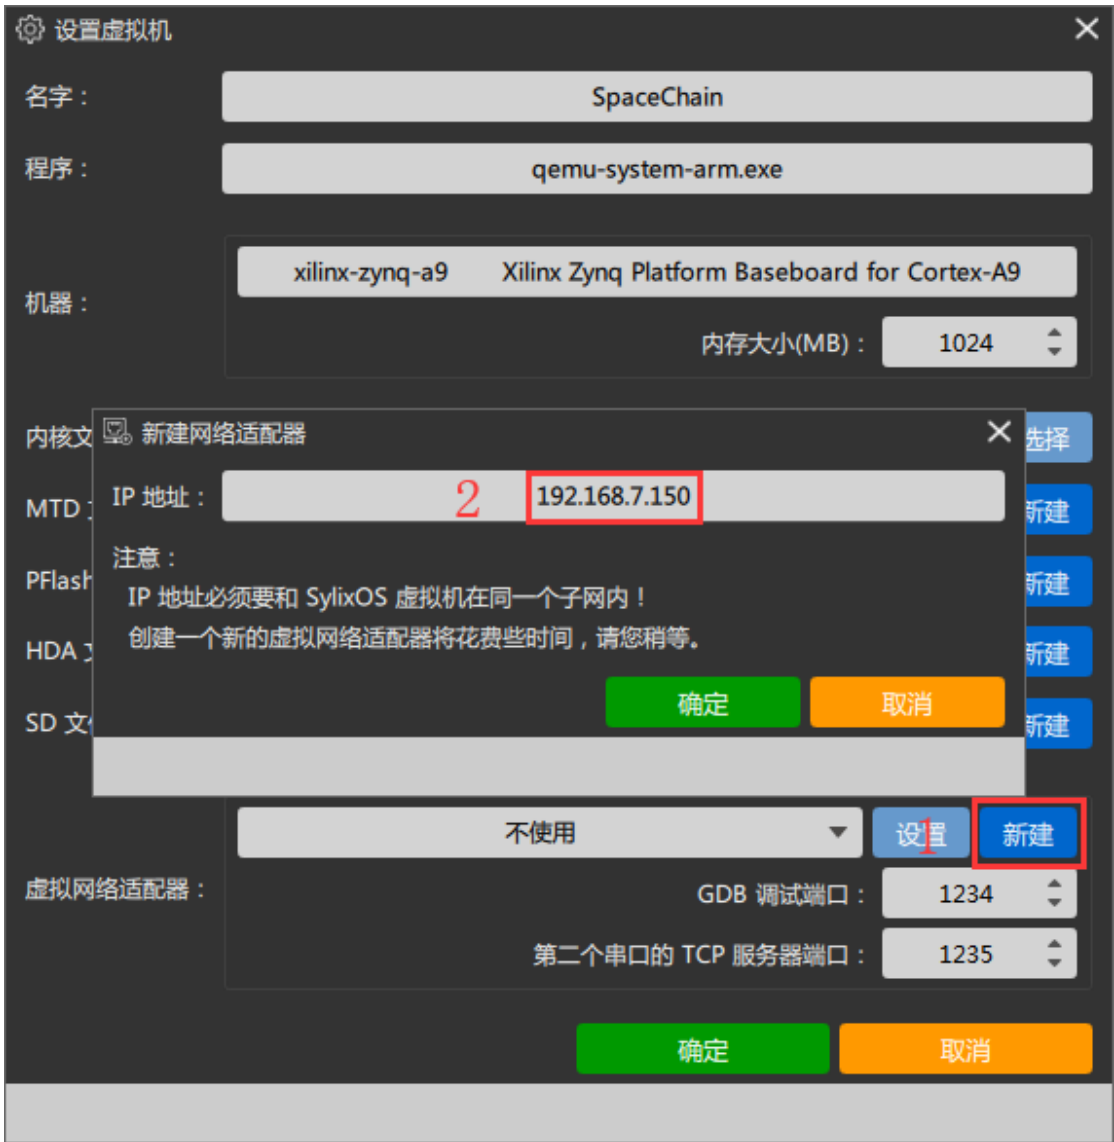 设置虚拟机
名字：
SpaceChain
程序：
qemu-system-arm.exe
机器：
xilinx-zynq-a9 Xilinx Zynq Platform Baseboard for Cortex-A9
内存大小(MB)：
1024
内核文
选择
新建网络适配器
MTD
新建
IP 地址：
2
192.168.7.150
注意：
IP 地址必须要和 SylixOS 虚拟机在同一个子网内！
创建一个新的虚拟网络适配器将花费些时间，请您稍等。
PFlash
新建
HDA
新建
确定
取消
SD 文
新建
不使用
设置
1
新建
虚拟网络适配器：
GDB 调试端口：
1234
第二个串口的 TCP 服务器端口：
1235
确定
取消